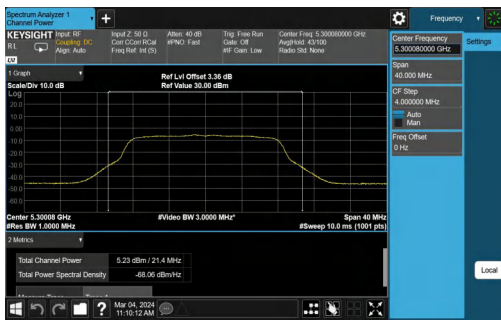 Spectrum Analyzer 1
Channel Power
Frequency
KEYSIGHT
Input: RF
Input Z: 50 Ω
Atten: 40 dB
Trig: Free Run
Center Freq: 5.300080000 GHz
RL
Coupling: DC
Corr CCorr RCal
#PNO: Fast
Gate: Off
Avg|Hold: 43/100
Align: Auto
Freq Ref: Int (S)
#IF Gain: Low
Radio Std: None
Center Frequency
5.300080000 GHz
Settings
Span
40.000 MHz
CF Step
4.000000 MHz
Auto
Man
Freq Offset
0 Hz
Local
1 Graph
Scale/Div 10.0 dB
Ref Lvl Offset 3.36 dB
Ref Value 30.00 dBm
Log
20.0
10.0
0.00
-10.0
-20.0
-30.0
-40.0
-50.0
-60.0
Center 5.30008 GHz
#Video BW 3.0000 MHz*
Span 40 MHz
#Res BW 1.0000 MHz
#Sweep 10.0 ms (1001 pts)
2 Metrics
Total Channel Power
5.23 dBm / 21.4 MHz
Total Power Spectral Density
-68.06 dBm/Hz
?
Mar 04, 2024
11:10:12 AM